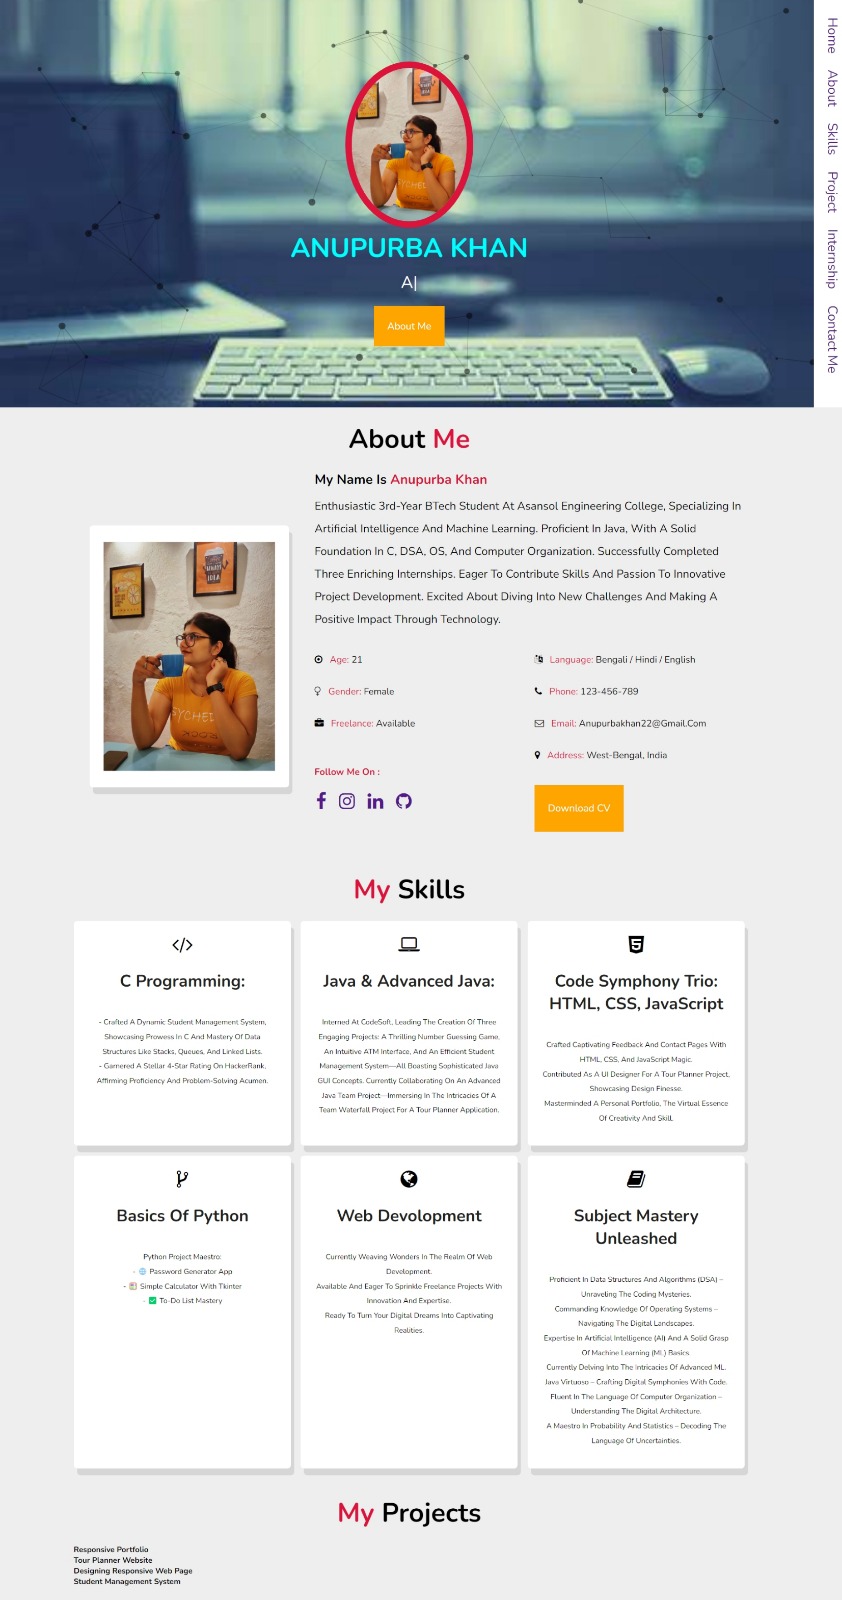 Home
About
Skills
Project
Internship
Contact Me
ANUPURBA KHAN
A|
About Me
About Me
My Name Is Anupurba Khan
Enthusiastic 3rd-Year BTech Student At Asansol Engineering College, Specializing In
Artificial Intelligence And Machine Learning. Proficient In Java, With A Solid
Foundation In C, DSA, OS, And Computer Organization. Successfully Completed
Three Enriching Internships. Eager To Contribute Skills And Passion To Innovative
Project Development. Excited About Diving Into New Challenges And Making A
Positive Impact Through Technology.
Age: 21
Gender: Female
Freelance: Available
Language: Bengali / Hindi / English
Phone: 123-456-789
Email: Anupurbakhan22@Gmail.Com
Address: West-Bengal, India
Follow Me On :
Download CV
My Skills
C Programming:
- Crafted A Dynamic Student Management System,
Showcasing Prowess In C And Mastery Of Data
Structures Like Stacks, Queues, And Linked Lists.
- Garnered A Stellar 4-Star Rating On HackerRank,
Affirming Proficiency And Problem-Solving Acumen.
Java & Advanced Java:
Interned At CodeSoft, Leading The Creation Of Three
Engaging Projects: A Thrilling Number Guessing Game,
An Intuitive ATM Interface, And An Efficient Student
Management System—All Boasting Sophisticated Java
GUI Concepts. Currently Collaborating On An Advanced
Java Team Project—Immersing In The Intricacies Of A
Team Waterfall Project For A Tour Planner Application.
Code Symphony Trio:
HTML, CSS, JavaScript
Crafted Captivating Feedback And Contact Pages With
HTML, CSS, And JavaScript Magic.
Contributed As A UI Designer For A Tour Planner Project,
Showcasing Design Finesse.
Masterminded A Personal Portfolio, The Virtual Essence
Of Creativity And Skill.
Basics Of Python
Python Project Maestro:
- 🌐 Password Generator App
- Simple Calculator With Tkinter
- ✅ To-Do List Mastery
Web Devolopment
Currently Weaving Wonders In The Realm Of Web
Development.
Available And Eager To Sprinkle Freelance Projects With
Innovation And Expertise.
Ready To Turn Your Digital Dreams Into Captivating
Realities.
Subject Mastery
Unleashed
Proficient In Data Structures And Algorithms (DSA) –
Unraveling The Coding Mysteries.
Commanding Knowledge Of Operating Systems –
Navigating The Digital Landscapes.
Expertise In Artificial Intelligence (AI) And A Solid Grasp
Of Machine Learning (ML) Basics.
Currently Delving Into The Intricacies Of Advanced ML.
Java Virtuoso – Crafting Digital Symphonies With Code.
Fluent In The Language Of Computer Organization –
Understanding The Digital Architecture.
A Maestro In Probability And Statistics – Decoding The
Language Of Uncertainties.
My Projects
Responsive Portfolio
Tour Planner Website
Designing Responsive Web Page
Student Management System